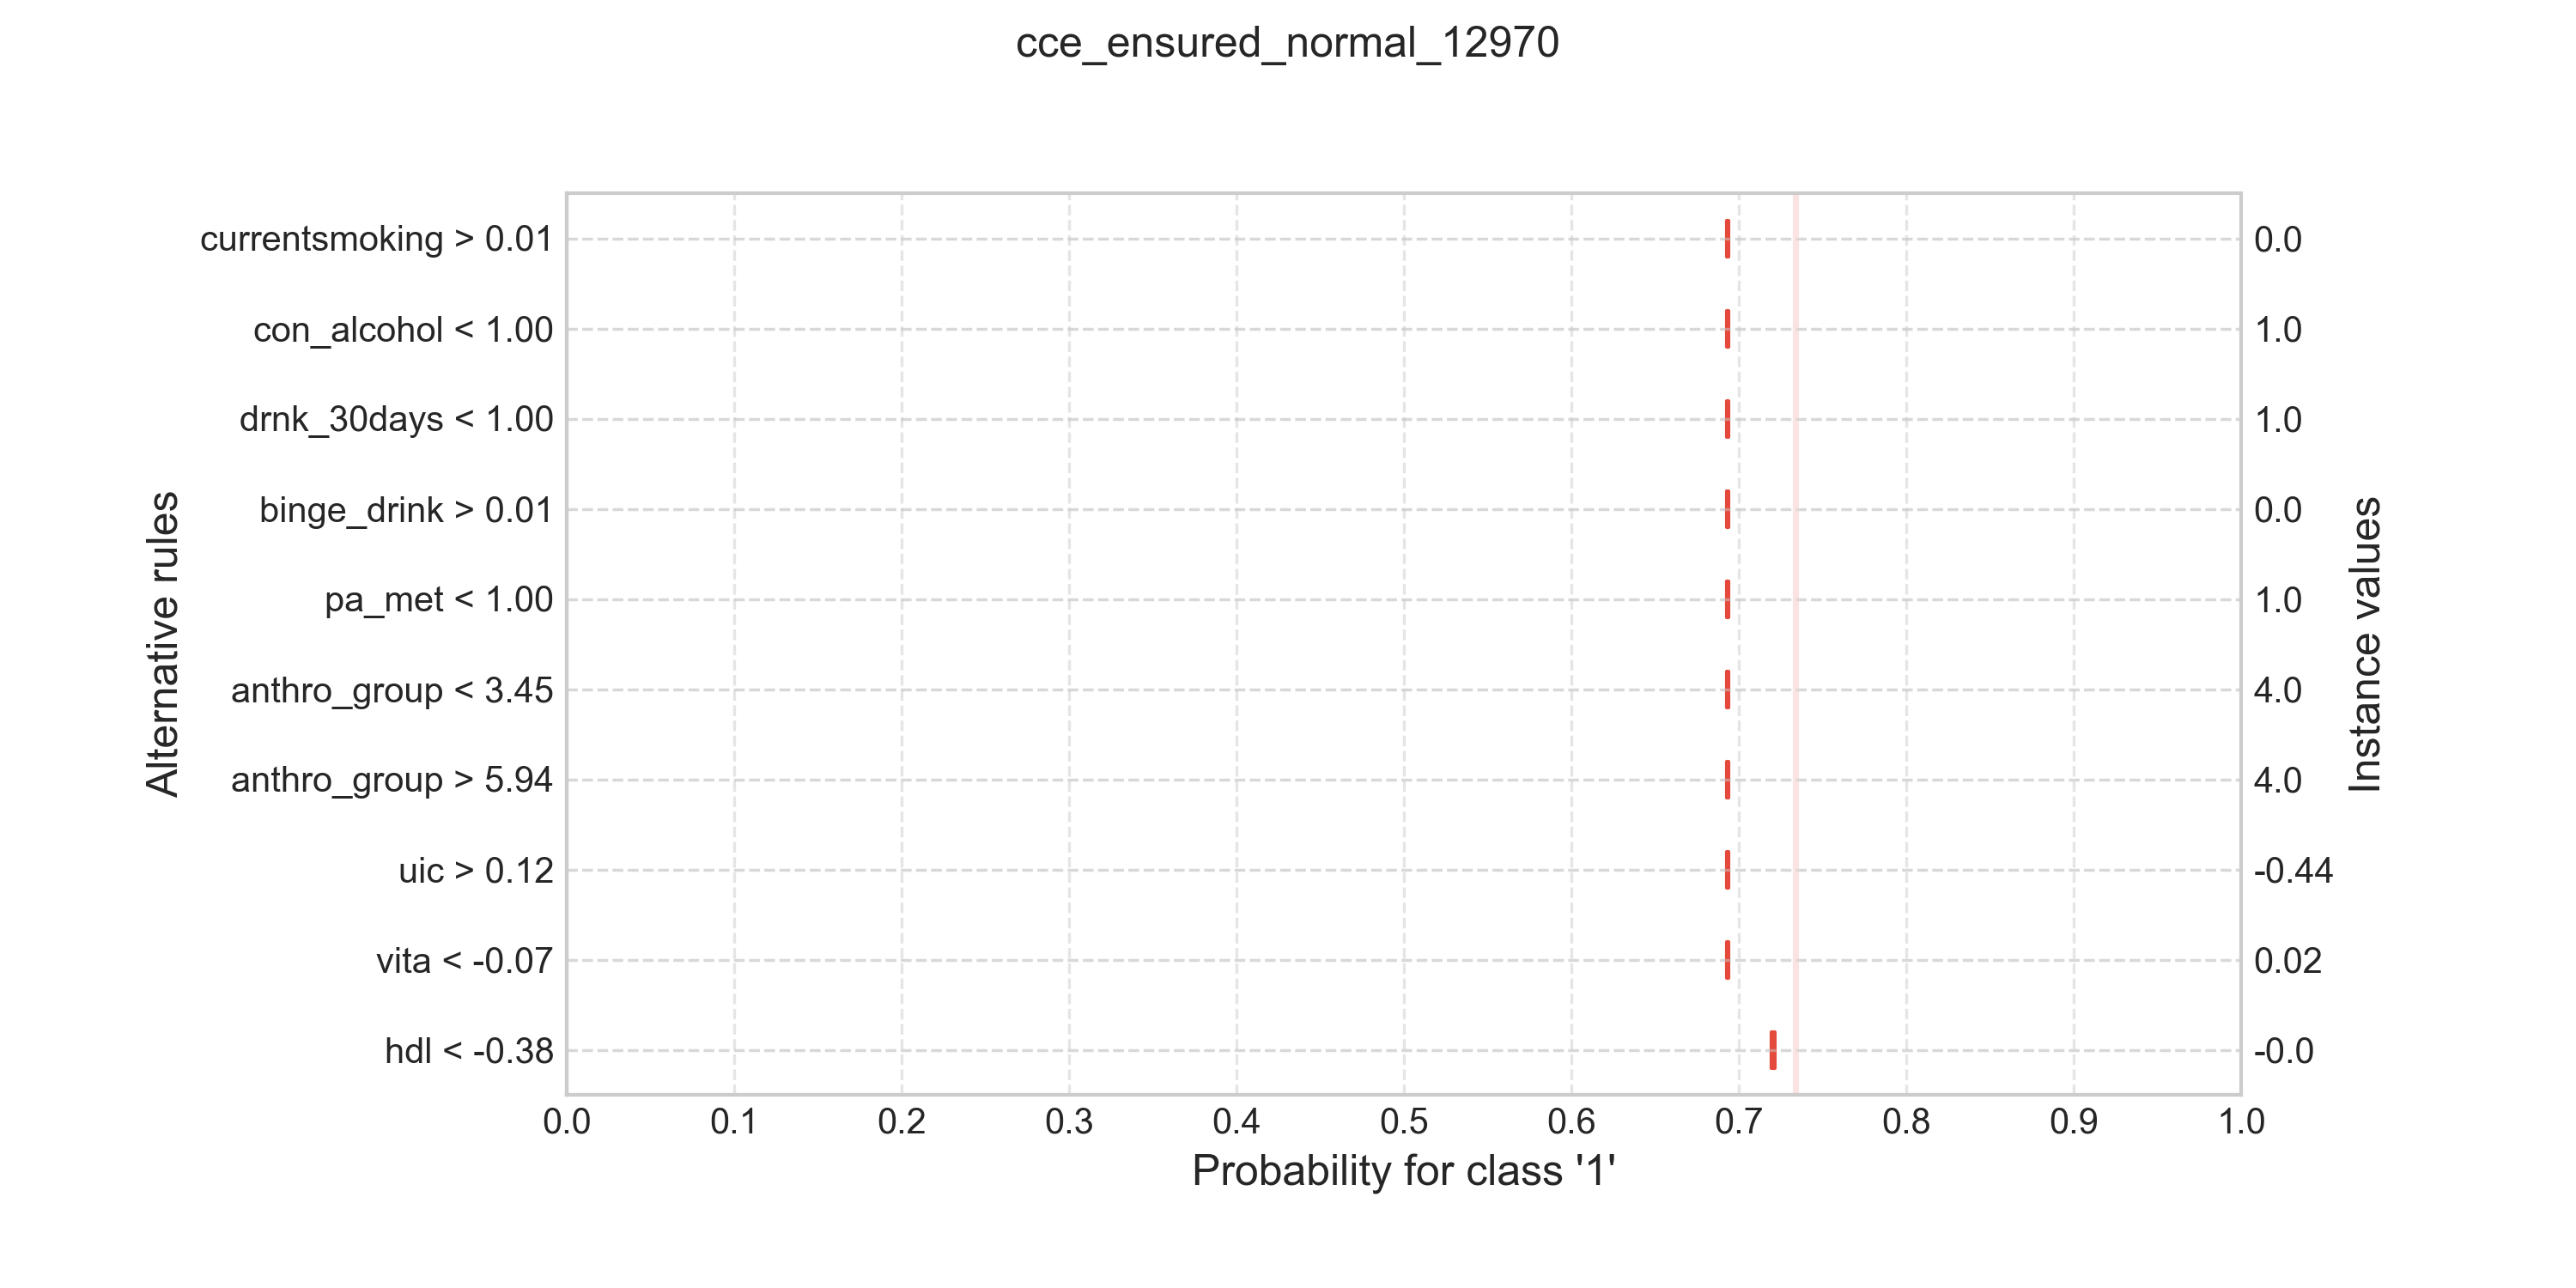 cce_ensured_normal_12970
Alternative rules
currentsmoking > 0.01
con_alcohol < 1.00
drnk_30days < 1.00
binge_drink > 0.01
pa_met < 1.00
anthro_group < 3.45
anthro_group > 5.94
uic > 0.12
vita < -0.07
hdl < -0.38
0.0
1.0
1.0
0.0
1.0
4.0
4.0
-0.44
0.02
-0.0
Instance values
0.0 0.1 0.2 0.3 0.4 0.5 0.6 0.7 0.8 0.9 1.0
Probability for class '1'